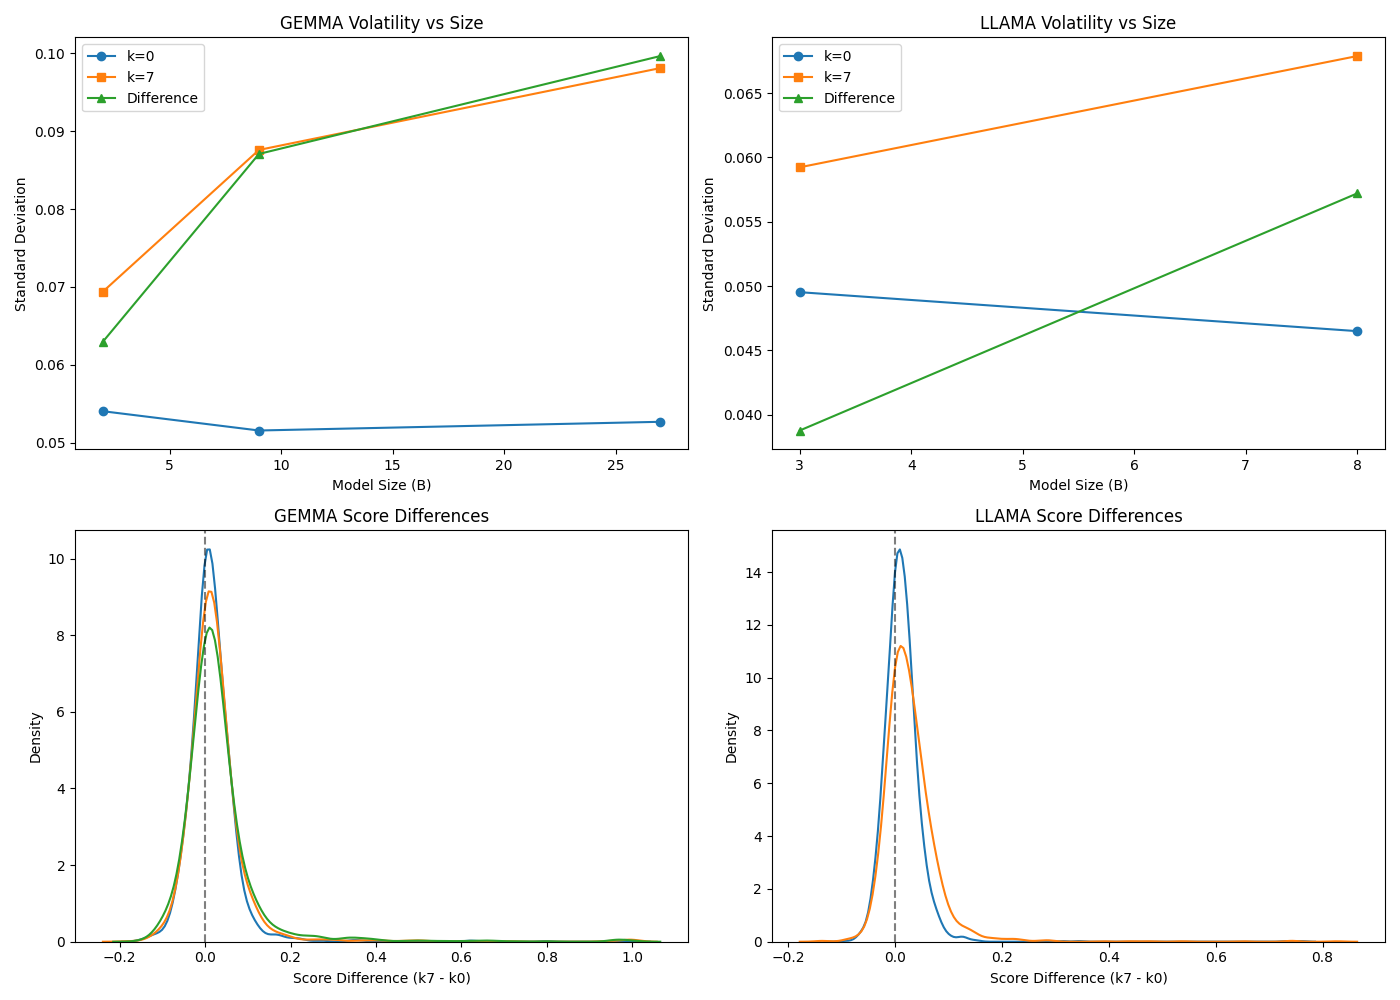 GEMMA Volatility vs Size
k=0
k=7
Difference
0.10
0.09
0.08
0.07
0.06
0.05
Standard Deviation
5
10
15
20
25
Model Size (B)
LLAMA Volatility vs Size
k=0
k=7
Difference
0.065
0.060
0.055
0.050
0.045
0.040
Standard Deviation
3
4
5
6
7
8
Model Size (B)
GEMMA Score Differences
10
8
6
4
2
0
Density
−0.2
0.0
0.2
0.4
0.6
0.8
1.0
Score Difference (k7 - k0)
LLAMA Score Differences
14
12
10
8
6
4
2
0
Density
−0.2
0.0
0.2
0.4
0.6
0.8
Score Difference (k7 - k0)